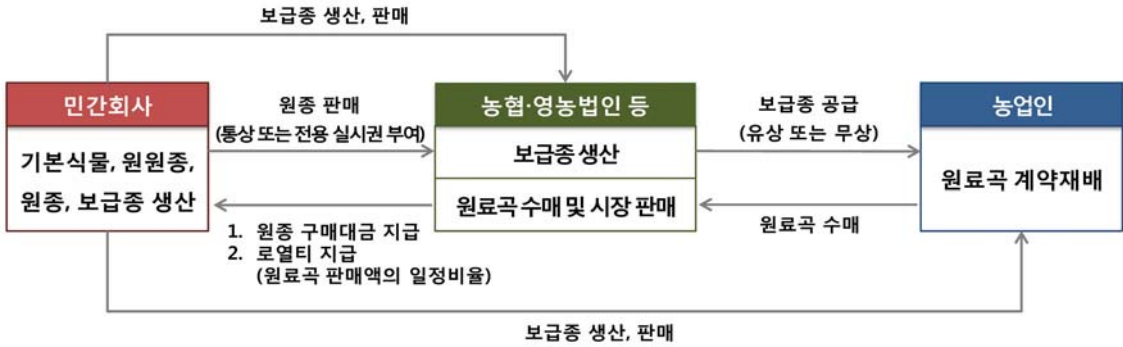 보급종 생산, 판매
민간회사
기본식물, 원원종,
원종, 보급종 생산
원종 판매
(통상 또는 전용 실시권 부여)
1. 원종 구매대금 지급
2. 로열티 지급
(원료곡 판매액의 일정비율)
농협·영농법인 등
보급종 생산
원료곡 수매 및 시장 판매
보급종 공급
(유상 또는 무상)
원료곡 수매
농업인
원료곡 계약재배
보급종 생산, 판매